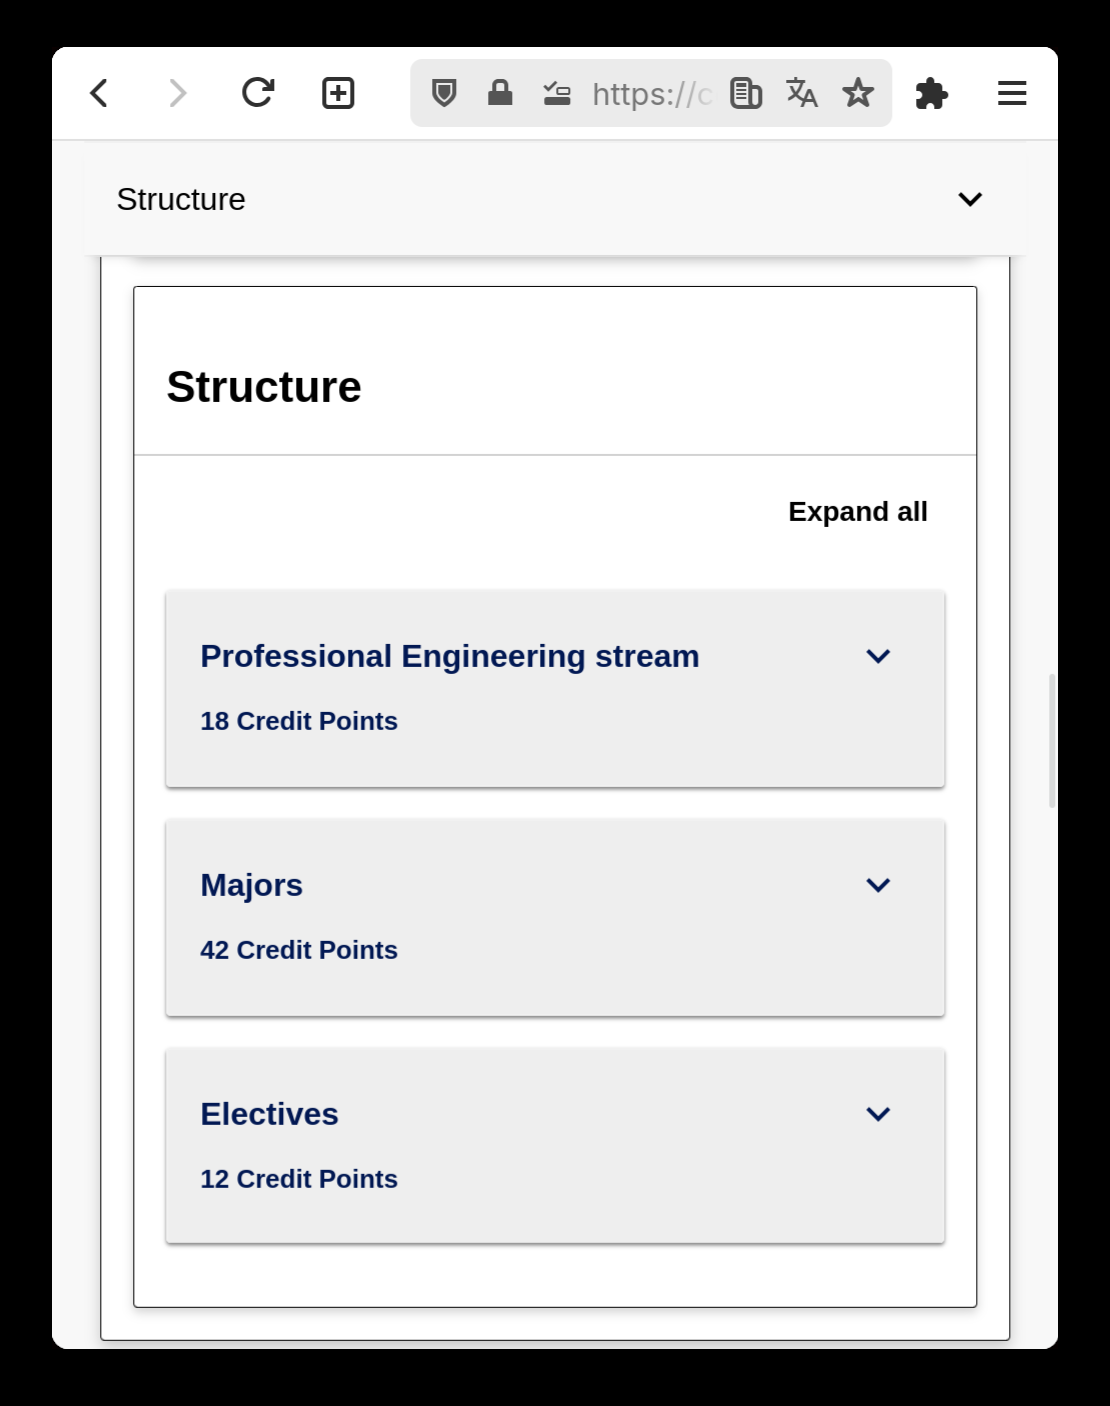 https://c
Structure
Structure
Expand all
Professional Engineering stream
18 Credit Points
Majors
42 Credit Points
Electives
12 Credit Points